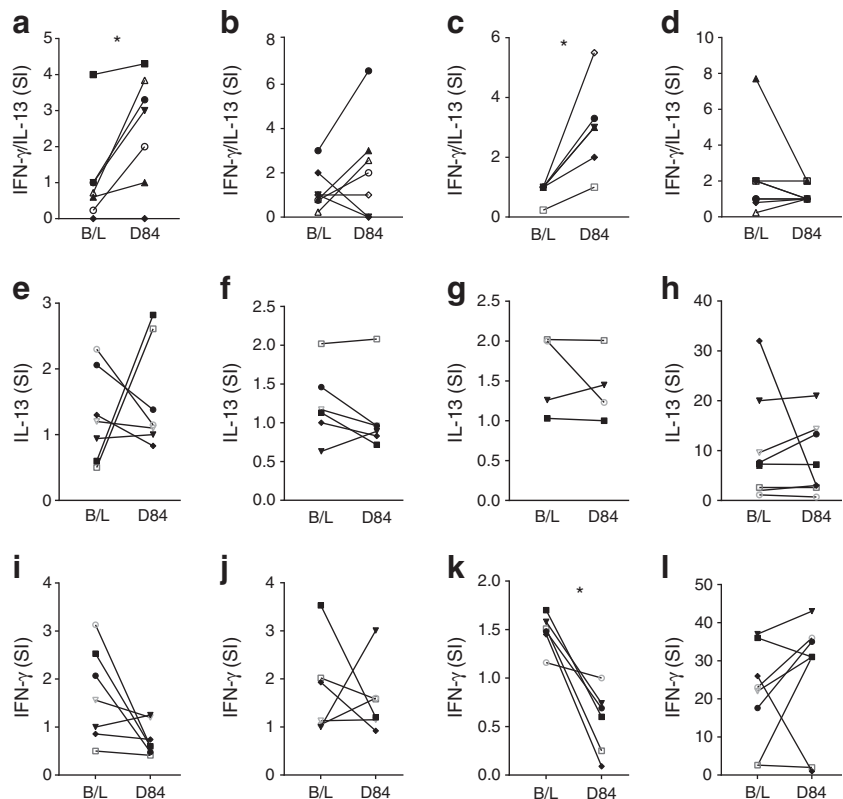 a
*
IFN-γ/IL-13 (SI)
5
4
3
2
1
0
B/L D84
b
IFN-γ/IL-13 (SI)
8
6
4
2
0
B/L D84
c
*
IFN-γ/IL-13 (SI)
6
4
2
0
B/L D84
d
IFN-γ/IL-13 (SI)
10
8
6
4
2
0
B/L D84
e
IL-13 (SI)
3
2
1
0
B/L D84
f
IL-13 (SI)
2.5
2.0
1.5
1.0
0.5
0.0
B/L D84
g
IL-13 (SI)
2.5
2.0
1.5
1.0
0.5
0.0
B/L D84
h
IL-13 (SI)
40
30
20
10
0
B/L D84
i
IFN-γ (SI)
4
3
2
1
0
B/L D84
j
IFN-γ (SI)
4
3
2
1
0
B/L D84
k
*
IFN-γ (SI)
2.0
1.5
1.0
0.5
0.0
B/L D84
l
IFN-γ (SI)
50
40
30
20
10
0
B/L D84